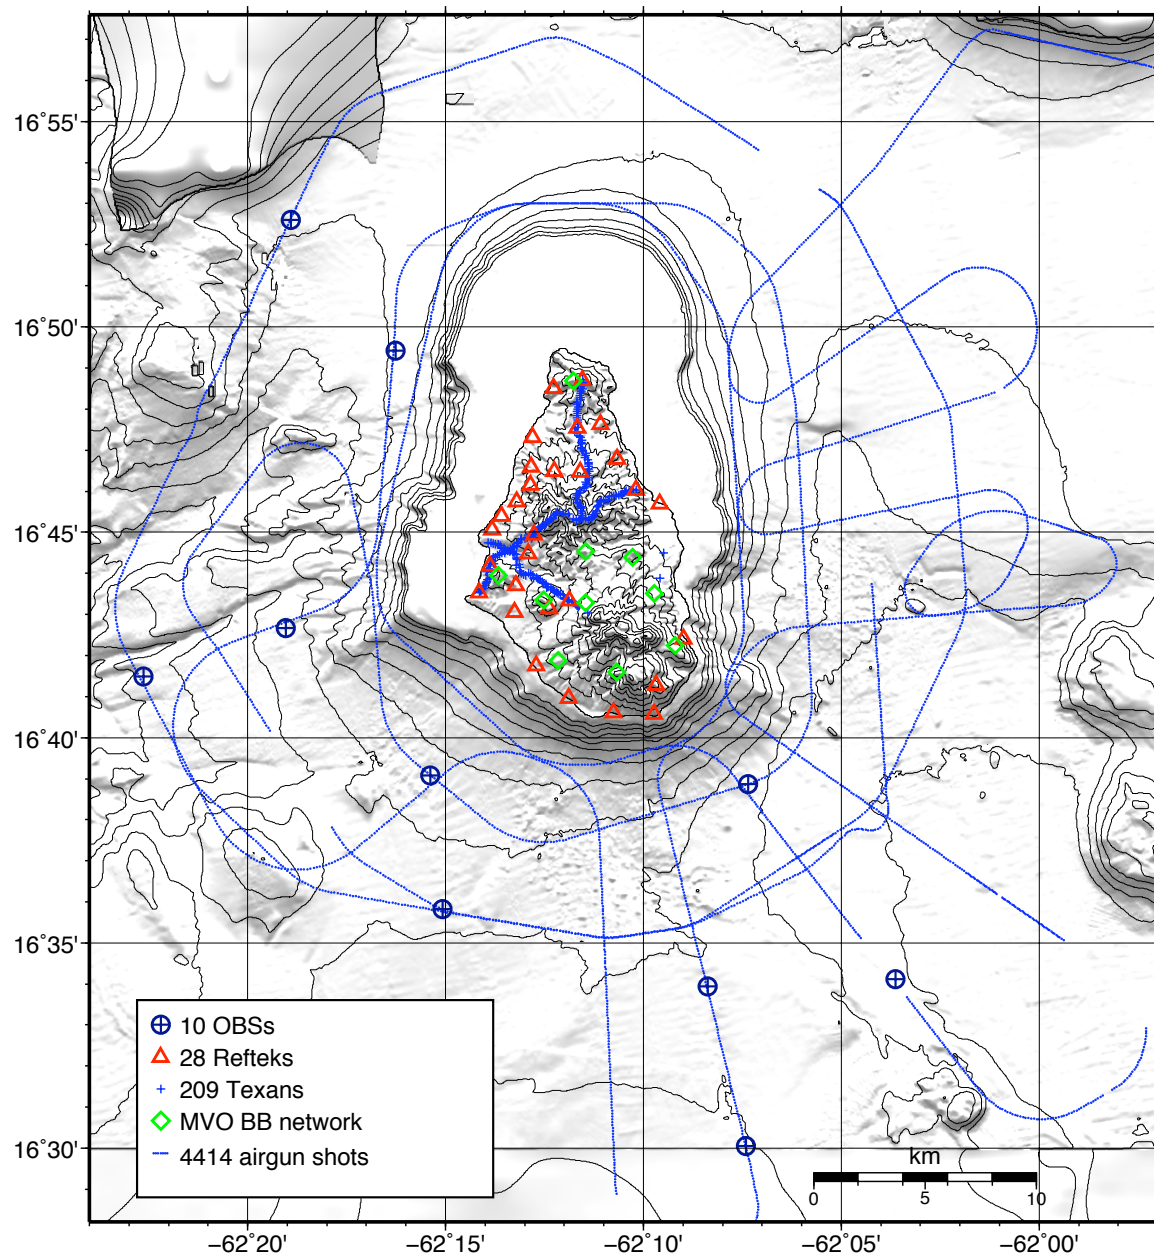 16°55'
16°50'
16°45'
16°40'
16°35'
16°30'
10 OBSs
28 Refteks
209 Texans
MVO BB network
4414 airgun shots
km
0 5 10
−62°20' −62°15' −62°10' −62°05' −62°00'